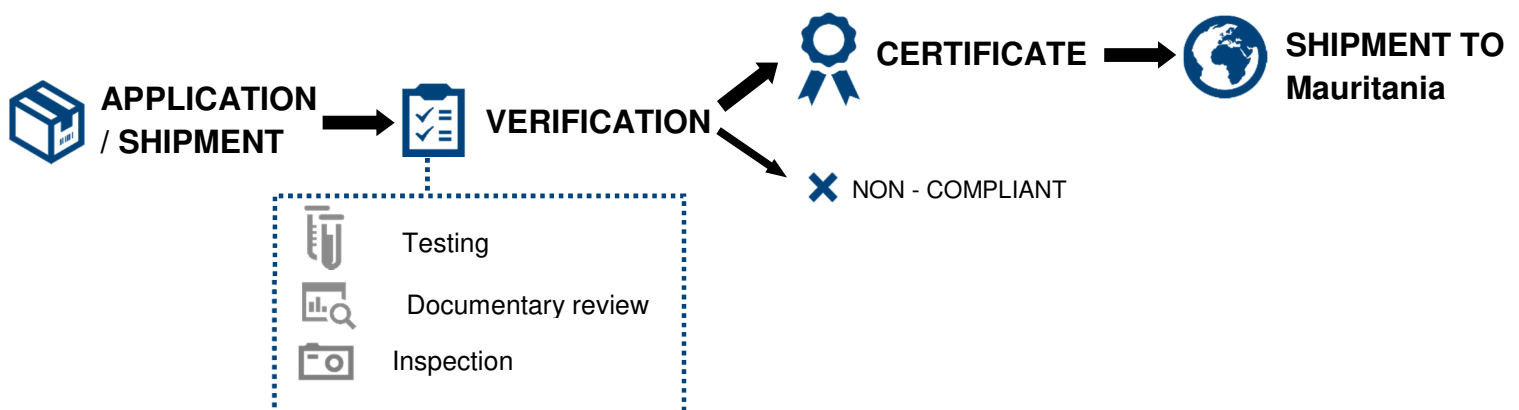 APPLICATION
/ SHIPMENT
VERIFICATION
CERTIFICATE
SHIPMENT TO
Mauritania
NON - COMPLIANT
Testing
Documentary review
Inspection